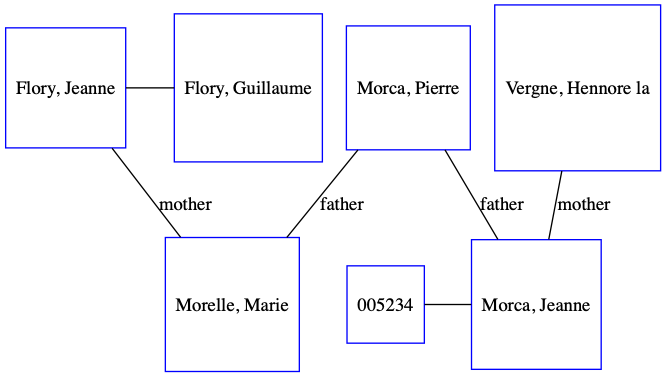 Flory, Jeanne
Flory, Guillaume
Morca, Pierre
Vergne, Hennore la
mother
father
father
mother
Morelle, Marie
005234
Morca, Jeanne